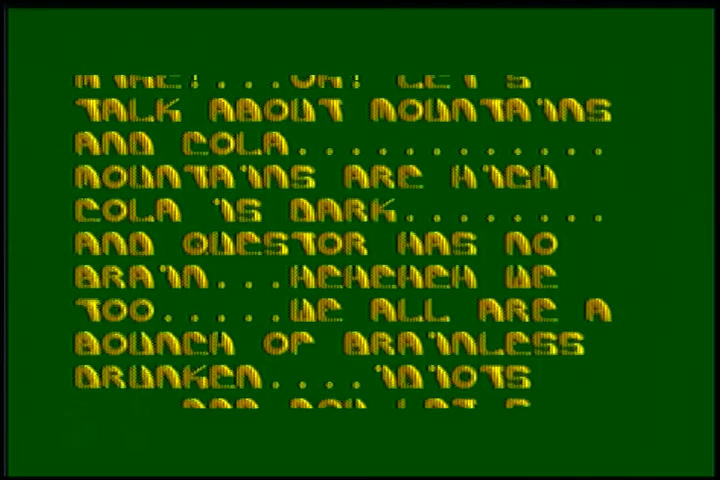 TALK ABOUT MOUNTAINS
AND COLA............
MOUNTAINS ARE HIGH
COLA IS DARK........
AND QUESTOR HAS NO
BRAIN...HEHEHEH WE
TOO.....WE ALL ARE A
BOUNCH OF BRAINLESS
DRUNKEN....IDIOTS